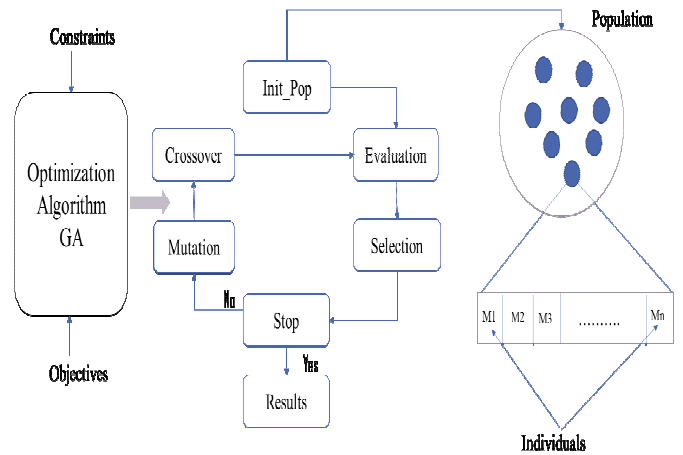 Constraints
Optimization
Algorithm
GA
Objectives
Init_Pop
Crossover
Evaluation
Mutation
Selection
No
Stop
Yes
Results
Population
M1 M2 M3 .......... Mn
Individuals